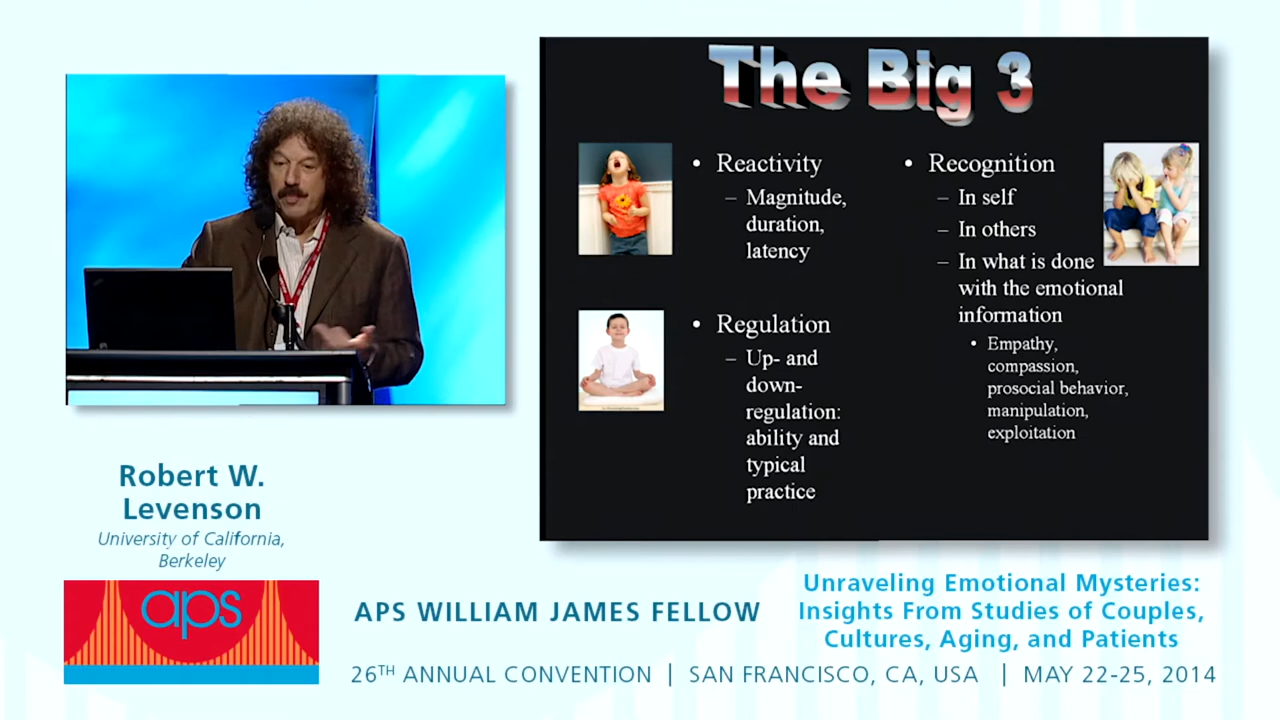 The Big 3
• Reactivity
– Magnitude,
duration,
latency
• Regulation
– Up- and
down-
regulation:
ability and
typical
practice
• Recognition
– In self
– In others
– In what is done
with the emotional
information
• Empathy,
compassion,
prosocial behavior,
manipulation,
exploitation
Robert W.
Levenson
University of California,
Berkeley
aps
APS WILLIAM JAMES FELLOW
Unraveling Emotional Mysteries:
Insights From Studies of Couples,
Cultures, Aging, and Patients
26TH ANNUAL CONVENTION | SAN FRANCISCO, CA, USA | MAY 22-25, 2014